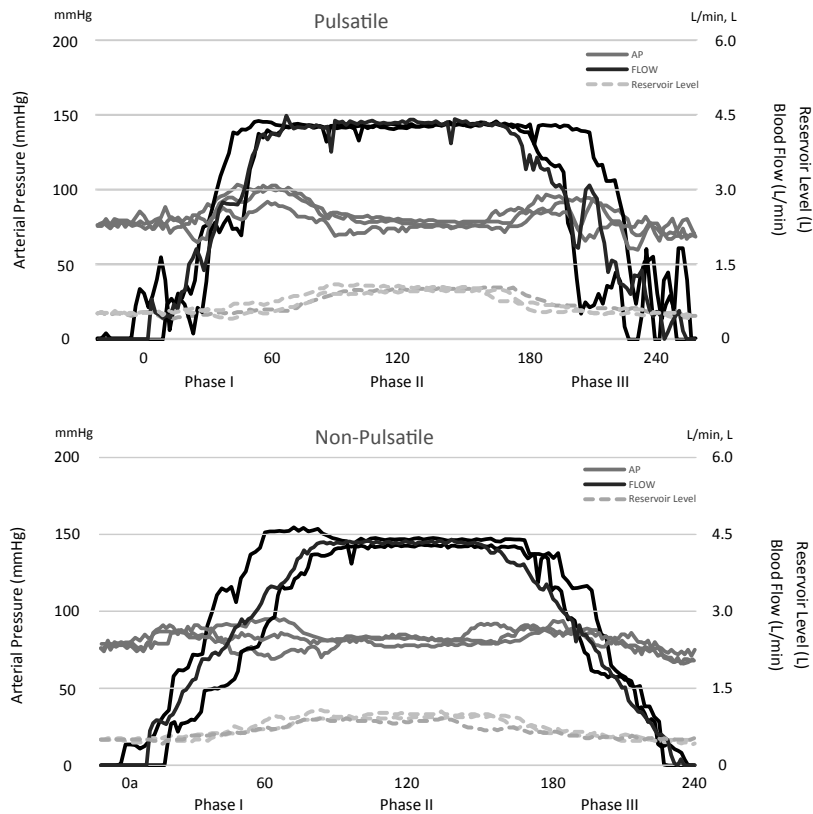 mmHg
Pulsatile
L/min, L
200
150
100
50
0
Arterial Pressure (mmHg)
AP
FLOW
Reservoir Level
6.0
4.5
3.0
1.5
0
Reservoir Level (L)
Blood Flow (L/min)
0 60 120 180 240
Phase I Phase II Phase III
mmHg
Non-Pulsatile
L/min, L
200
150
100
50
0
Arterial Pressure (mmHg)
AP
FLOW
Reservoir Level
6.0
4.5
3.0
1.5
0
Reservoir Level (L)
Blood Flow (L/min)
0a 60 120 180 240
Phase I Phase II Phase III